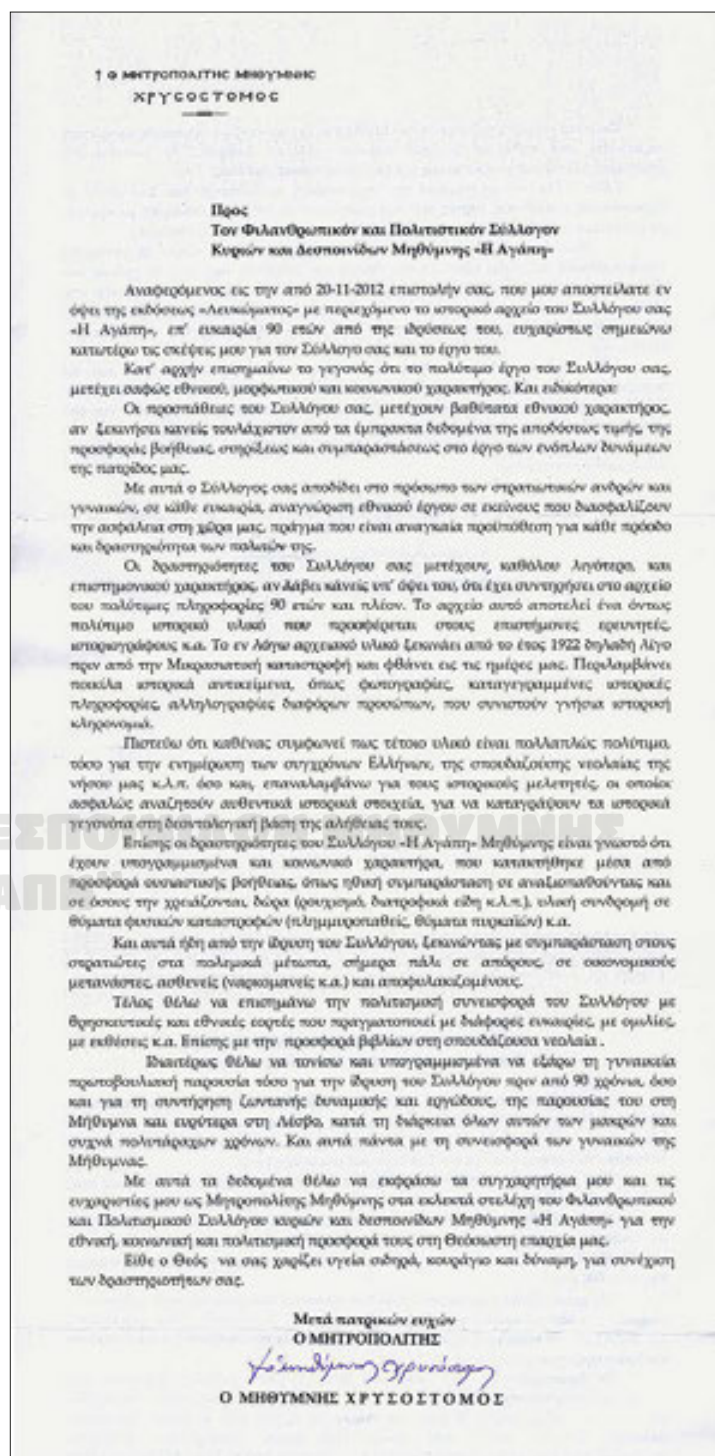 † Ο ΜΗΤΡΟΠΟΛΙΤΗΣ ΜΗΘΥΜΝΗΣ
ΧΡΥΣΟΣΤΟΜΟΣ
Προς
Τον Φιλανθρωπικόν και Πολιτιστικόν Σύλλογον
Κυριών και Δεσποινίδων Μηθύμνης «Η Αγάπη»
Αναφερόμενος εις την από 20-11-2012 επιστολήν σας, που μου αποστείλατε εν
όψει της εκδόσεως «Λευκώματος» με περιεχόμενο το ιστορικό αρχείο του Συλλόγου σας
«Η Αγάπη», επ' ευκαιρία 90 ετών από της ιδρύσεως του, ευχαρίστως σημειώνω
κατωτέρω τις σκέψεις μου για τον Σύλλογο σας και το έργο του.
Κατ' αρχήν επισημαίνω το γεγονός ότι το πολύτιμο έργο του Συλλόγου σας,
μετέχει σαφώς εθνικού, μορφωτικού και κοινωνικού χαρακτήρος. Και ειδικότερα:
Οι προσπάθειες του Συλλόγου σας, μετέχουν βαθύτατα εθνικού χαρακτήρος,
αν ξεκινήσει κανείς τουλάχιστον από τα έμπρακτα δεδομένα της αποδόσεως τιμής, της
προσφοράς βοήθειας, στηρίξεως και συμπαραστάσεως στο έργο των ενόπλων δυνάμεων
της πατρίδος μας.
Με αυτά ο Σύλλογος σας αποδίδει στο πρόσωπο των στρατιωτικών ανδρών και
γυναικών, σε κάθε ευκαιρία, αναγνώριση εθνικού έργου σε εκείνους που διασφαλίζουν
την ασφάλεια στη χώρα μας, πράγμα που είναι αναγκαία προϋπόθεση για κάθε πρόοδο
και δραστηριότητα των πολιτών της.
Οι δραστηριότητες του Συλλόγου σας μετέχουν, καθόλου λιγότερο, και
επιστημονικού χαρακτήρος, αν λάβει κανείς υπ' όψει του, ότι έχει συντηρήσει στο αρχείο
του πολύτιμες πληροφορίες 90 ετών και πλέον. Το αρχείο αυτό αποτελεί ένα όντως
πολύτιμο ιστορικό υλικό που προσφέρεται στους επιστήμονες ερευνητές,
ιστοριογράφους κ.α. Το εν λόγω αρχειακό υλικό ξεκινάει από το έτος 1922 δηλαδή λίγο
πριν από την Μικρασιατική καταστροφή και φθάνει εις τις ημέρες μας. Περιλαμβάνει
ποικίλα ιστορικά αντικείμενα, όπως φωτογραφίες, καταγεγραμμένες ιστορικές
πληροφορίες, αλληλογραφίες διαφόρων προσώπων, που συνιστούν γνήσια ιστορική
κληρονομιά.
Πιστεύω ότι καθένας συμφωνεί πως τέτοιο υλικό είναι πολλαπλώς πολύτιμο,
τόσο για την ενημέρωση των συγχρόνων Ελλήνων, της σπουδαζούσης νεολαίας της
νήσου μας κ.λ.π. όσο και, επαναλαμβάνω για τους ιστορικούς μελετητές, οι οποίοι
ασφαλώς αναζητούν αυθεντικά ιστορικά στοιχεία, για να καταγράψουν τα ιστορικά
γεγονότα στη δεοντολογική βάση της αλήθειας τους.
Επίσης οι δραστηριότητες του Συλλόγου «Η Αγάπη» Μηθύμνης είναι γνωστό ότι
έχουν υπογραμμισμένα και κοινωνικό χαρακτήρα, που κατακτήθηκε μέσα από
προσφορά ουσιαστικής βοήθειας, όπως ηθική συμπαράσταση σε αναξιοπαθούντας και
σε όσους την χρειάζονται, δώρα (ρουχισμό, διατροφικά είδη κ.λ.π.), υλική συνδρομή σε
θύματα φυσικών καταστροφών (πλημμυροπαθείς, θύματα πυρκαϊών) κ.α.
Και αυτά ήδη από την ίδρυση του Συλλόγου, ξεκινώντας με συμπαράσταση στους
στρατιώτες στα πολεμικά μέτωπα, σήμερα πάλι σε απόρους, σε οικονομικούς
μετανάστες, ασθενείς (ναρκομανείς κ.α.) και αποφυλακιζομένους.
Τέλος θέλω να επισημάνω την πολιτισμική συνεισφορά του Συλλόγου με
θρησκευτικές και εθνικές εορτές που πραγματοποιεί με διάφορες ευκαιρίες, με ομιλίες,
με εκθέσεις κ.α. Επίσης με την προσφορά βιβλίων στη σπουδάζουσα νεολαία .
Ιδιαιτέρως θέλω να τονίσω και υπογραμμισμένα να εξάρω τη γυναικεία
πρωτοβουλιακή παρουσία τόσο για την ίδρυση του Συλλόγου πριν από 90 χρόνια, όσο
και για τη συντήρηση ζωντανής δυναμικής και εργώδους, της παρουσίας του στη
Μήθυμνα και ευρύτερα στη Λέσβο, κατά τη διάρκεια όλων αυτών των μακρών και
συχνά πολυτάραχων χρόνων. Και αυτά πάντα με τη συνεισφορά των γυναικών της
Μήθυμνας.
Με αυτά τα δεδομένα θέλω να εκφράσω τα συγχαρητήρια μου και τις
ευχαριστίες μου ως Μητροπολίτης Μηθύμνης στα εκλεκτά στελέχη του Φιλανθρωπικού
και Πολιτισμικού Συλλόγου κυριών και δεσποινίδων Μηθύμνης «Η Αγάπη» για την
εθνική, κοινωνική και πολιτισμική προσφορά τους στη Θεόσωστη επαρχία μας.
Είθε ο Θεός να σας χαρίζει υγεία σιδηρά, κουράγιο και δύναμη, για συνέχιση
των δραστηριοτήτων σας.
Μετά πατρικών ευχών
Ο ΜΗΤΡΟΠΟΛΙΤΗΣ
Ο ΜΗΘΥΜΝΗΣ ΧΡΥΣΟΣΤΟΜΟΣ